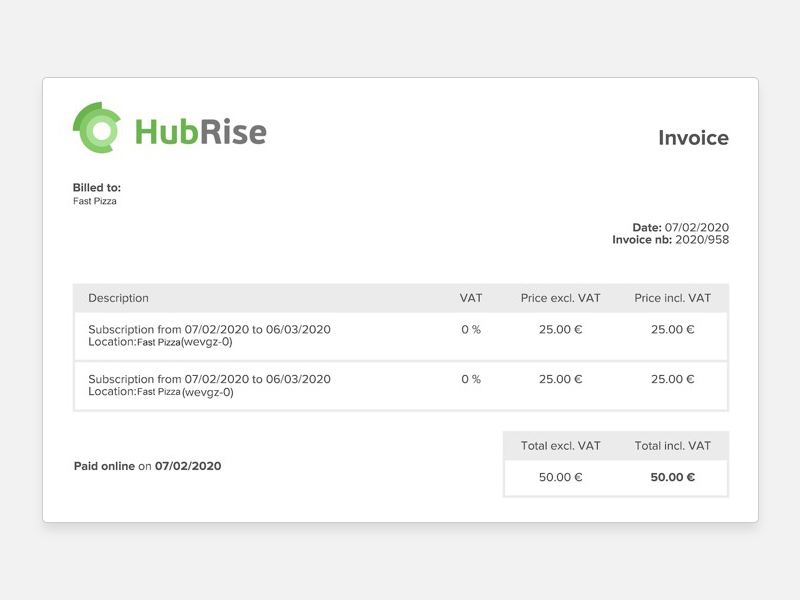 HubRise
Invoice
Billed to:
Fast Pizza
Date: 07/02/2020
Invoice nb: 2020/958
Description VAT Price excl. VAT Price incl. VAT
Subscription from 07/02/2020 to 06/03/2020 0 % 25.00 € 25.00 €
Location:Fast Pizza(wevgz-0)
Subscription from 07/02/2020 to 06/03/2020 0 % 25.00 € 25.00 €
Location:Fast Pizza(wevgz-0)
Total excl. VAT Total incl. VAT
Paid online on 07/02/2020
50.00 € 50.00 €